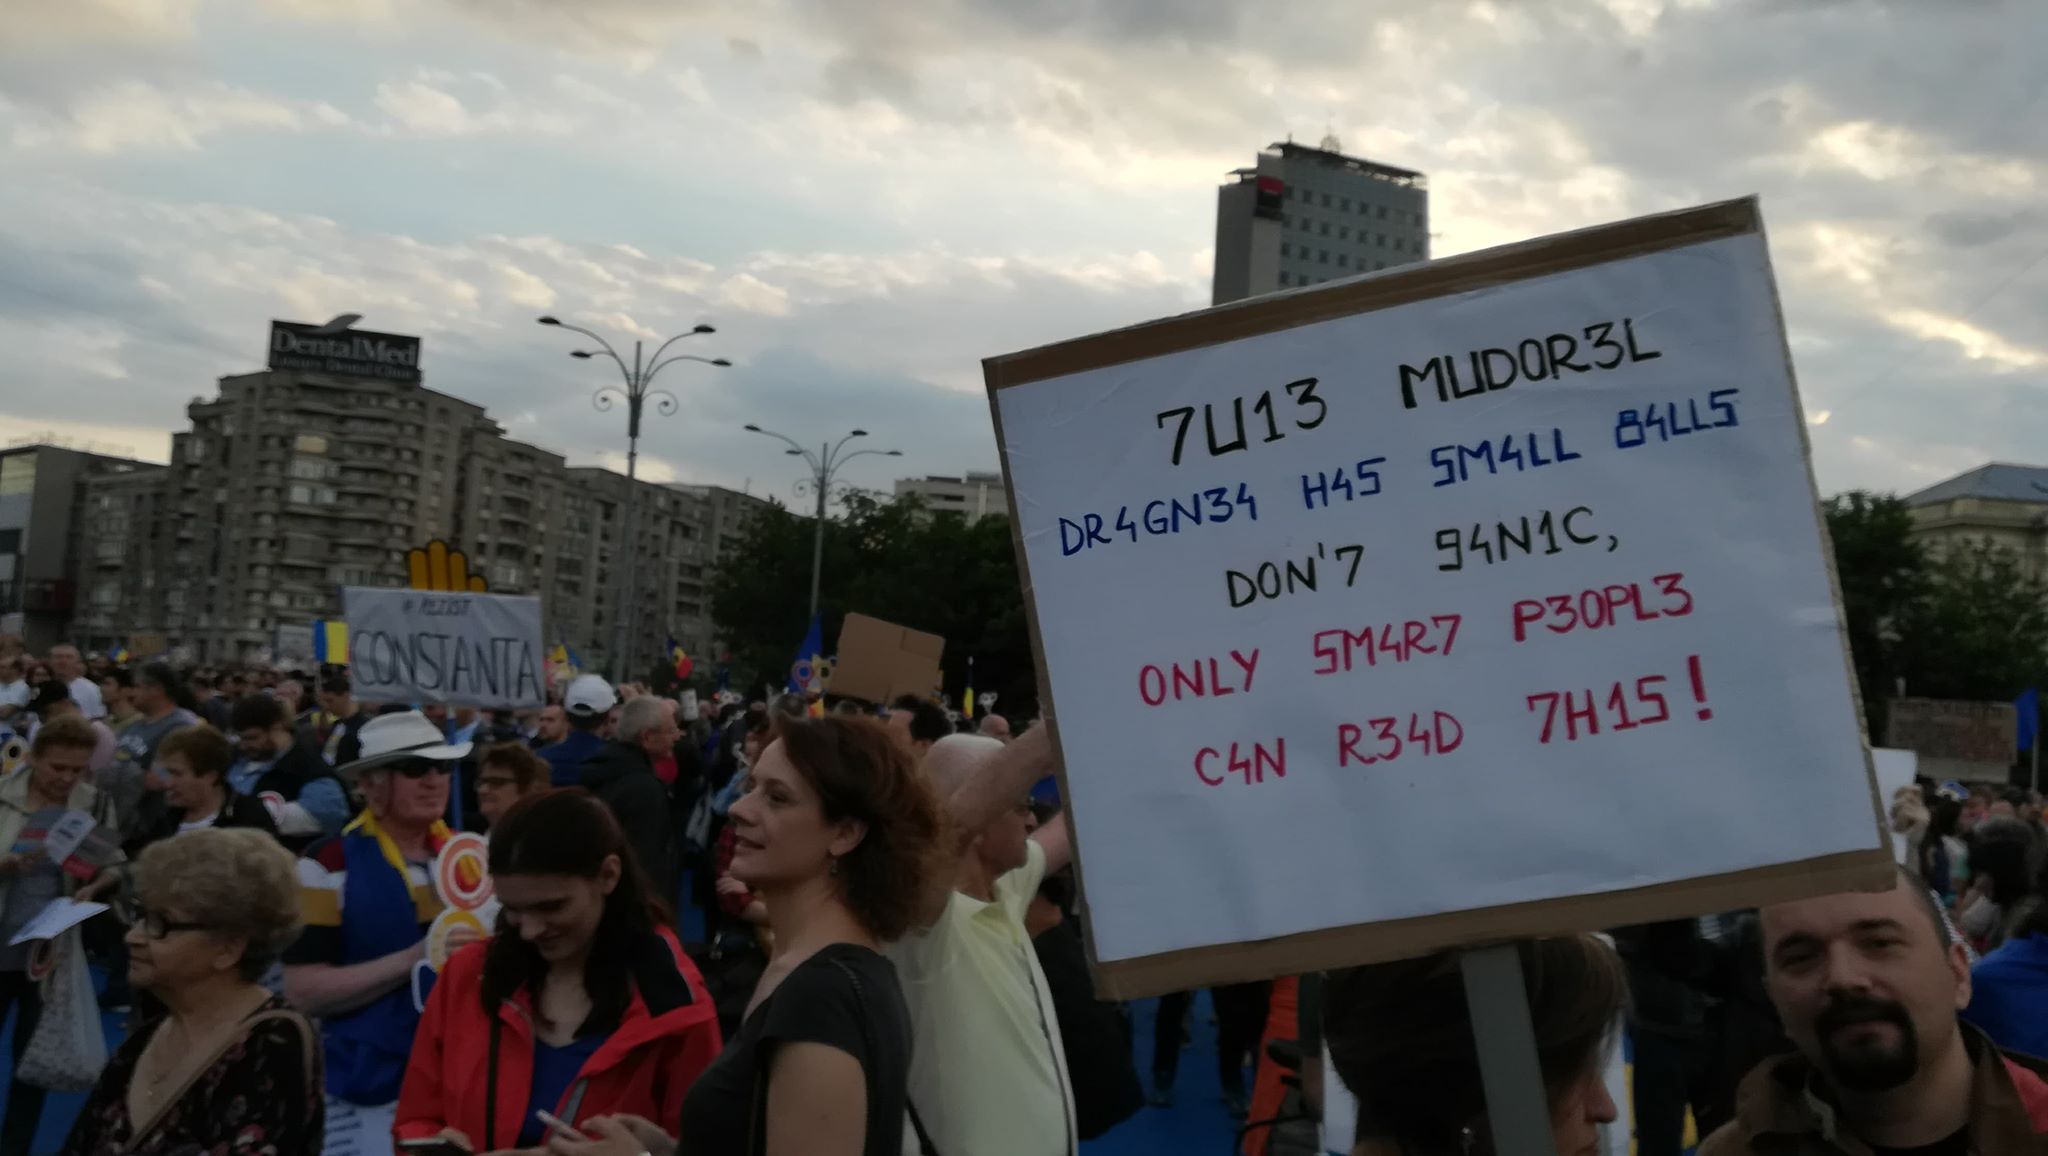 DentalMed
# REZIST
CONSTANTA
7U13 MUDOR3L
DR4GN34 H45 5M4LL B4LL5
DON'7 94N1C,
ONLY 5M4R7 P3OPL3
C4N R34D 7H15!